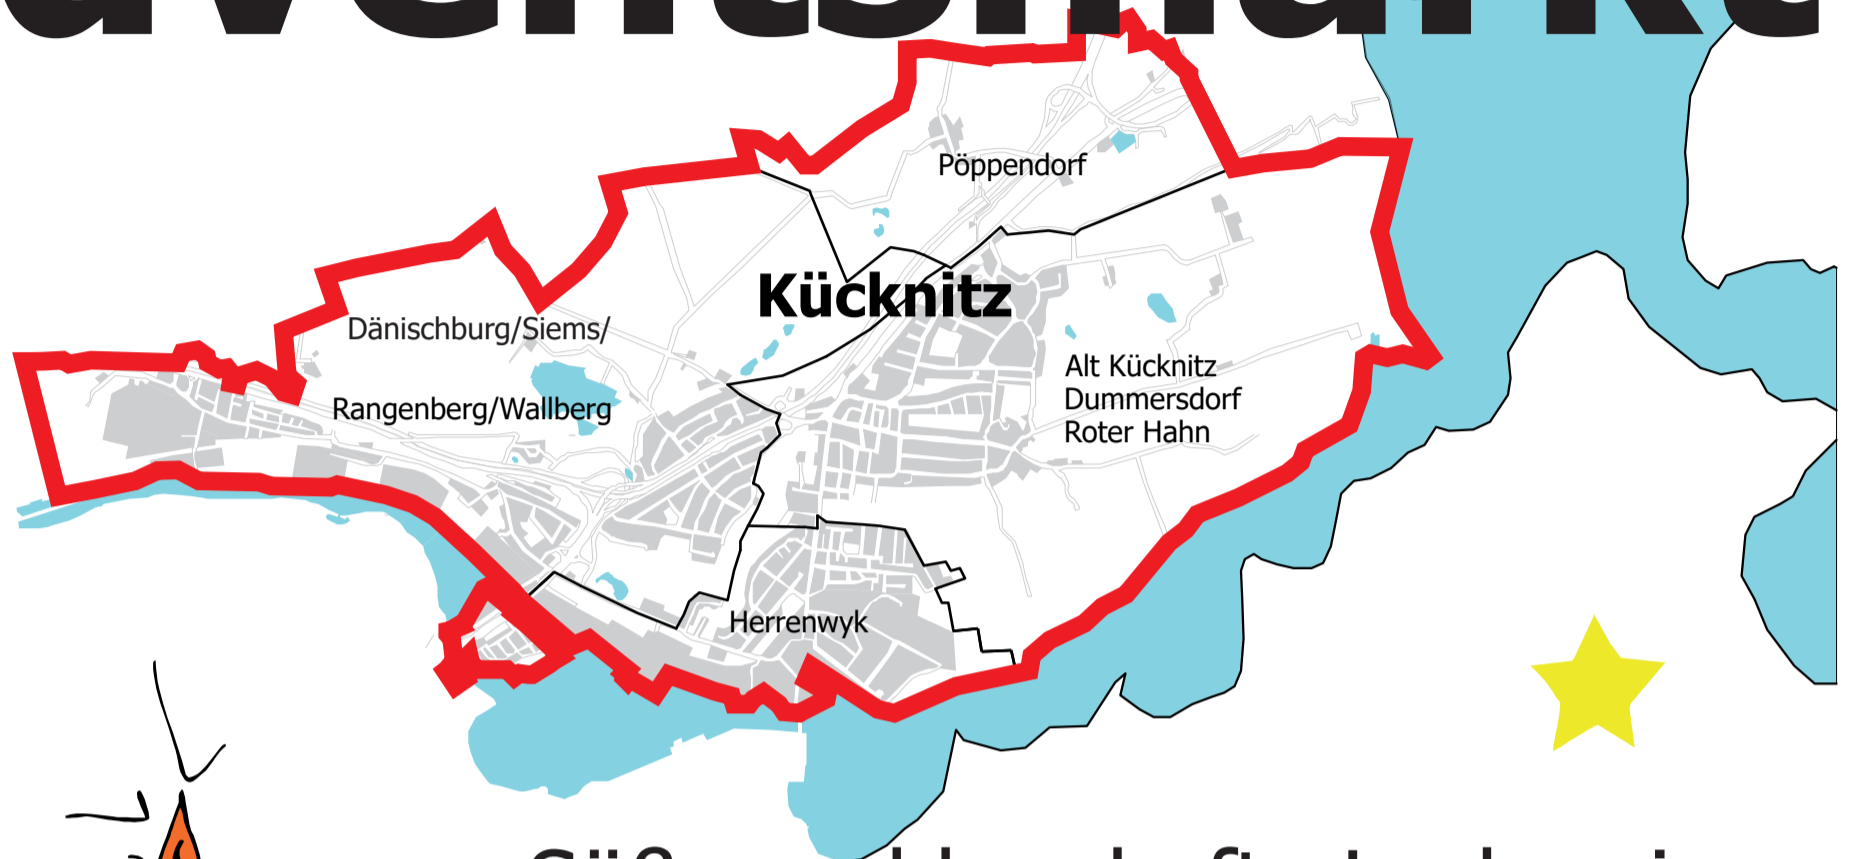 Pöppendorf
Kücknitz
Dänischburg/Siems/
Rangenberg/Wallberg
Alt Kücknitz
Dummersdorf
Roter Hahn
Herrenwyk